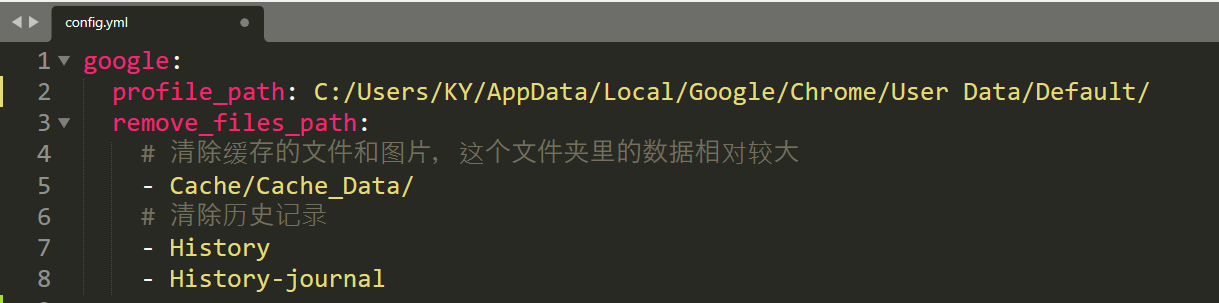 config.yml
1 google:
2 profile_path: C:/Users/KY/AppData/Local/Google/Chrome/User Data/Default/
3 remove_files_path:
4 # 清除缓存的文件和图片，这个文件夹里的数据相对较大
5 - Cache/Cache_Data/
6 # 清除历史记录
7 - History
8 - History-journal